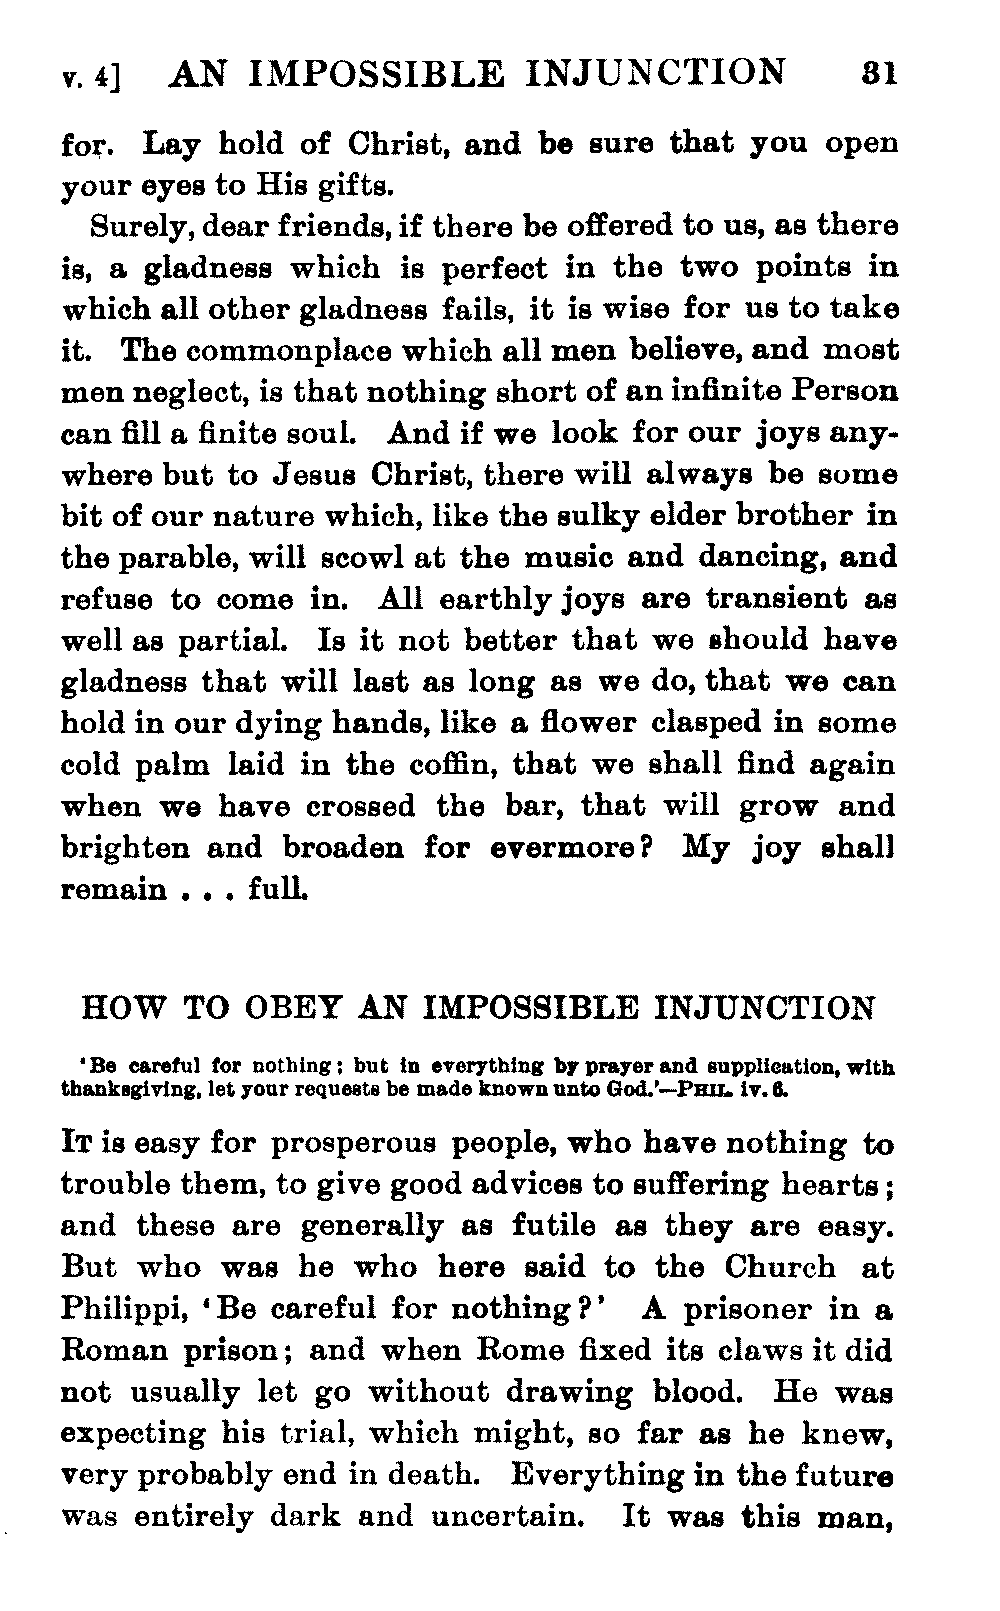 v. 4] AN IMPOSSIBLE INJUNCTION 31
for. Lay hold of Christ, and be sure that you open
your eyes to His gifts.
Surely, dear friends, if there be offered to us, as there
is, a gladness which is perfect in the two points in
which all other gladness fails, it is wise for us to take
it. The commonplace which all men believe, and most
men neglect, is that nothing short of an infinite Person
can fill a finite soul. And if we look for our joys any-
where but to Jesus Christ, there will always be some
bit of our nature which, like the sulky elder brother in
the parable, will scowl at the music and dancing, and
refuse to come in. All earthly joys are transient as
well as partial. Is it not better that we should have
gladness that will last as long as we do, that we can
hold in our dying hands, like a flower clasped in some
cold palm laid in the coffin, that we shall find again
when we have crossed the bar, that will grow and
brighten and broaden for evermore? My joy shall
remain . . . full.
HOW TO OBEY AN IMPOSSIBLE INJUNCTION
'Be careful for nothing; but in everything by prayer and supplication, with
thanksgiving, let your requests be made known unto God.'—PHIL. iv. 6.
IT is easy for prosperous people, who have nothing to
trouble them, to give good advices to suffering hearts;
and these are generally as futile as they are easy.
But who was he who here said to the Church at
Philippi, 'Be careful for nothing?' A prisoner in a
Roman prison; and when Rome fixed its claws it did
not usually let go without drawing blood. He was
expecting his trial, which might, so far as he knew,
very probably end in death. Everything in the future
was entirely dark and uncertain. It was this man,